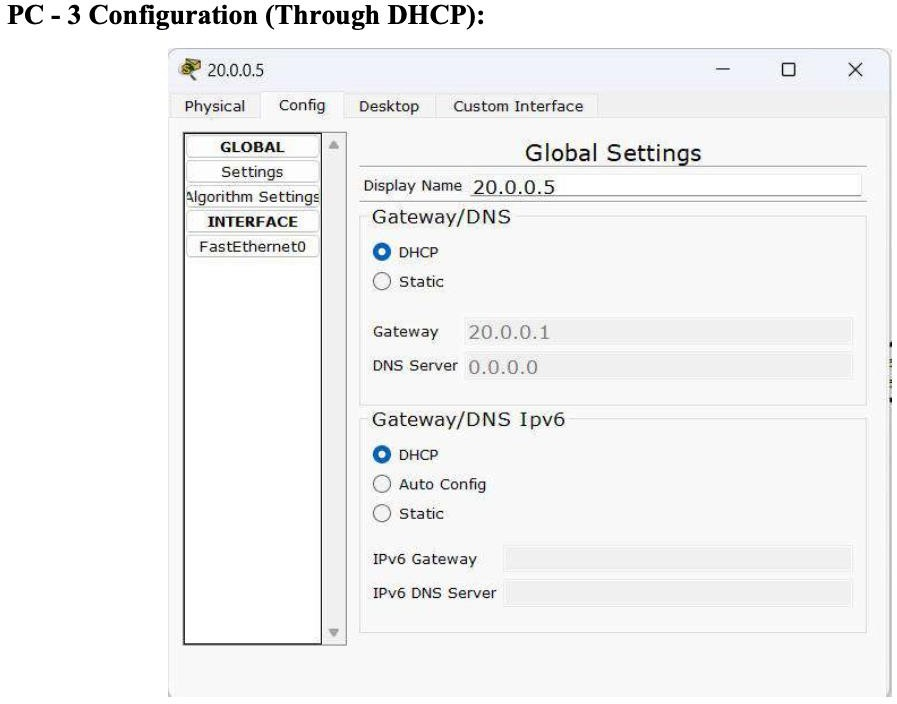 PC - 3 Configuration (Through DHCP):
20.0.0.5
Physical Config Desktop Custom Interface
GLOBAL
Settings
Algorithm Settings
INTERFACE
FastEthernet0
Global Settings
Display Name 20.0.0.5
Gateway/DNS
DHCP
Static
Gateway 20.0.0.1
DNS Server 0.0.0.0
Gateway/DNS Ipv6
DHCP
Auto Config
Static
IPv6 Gateway
IPv6 DNS Server